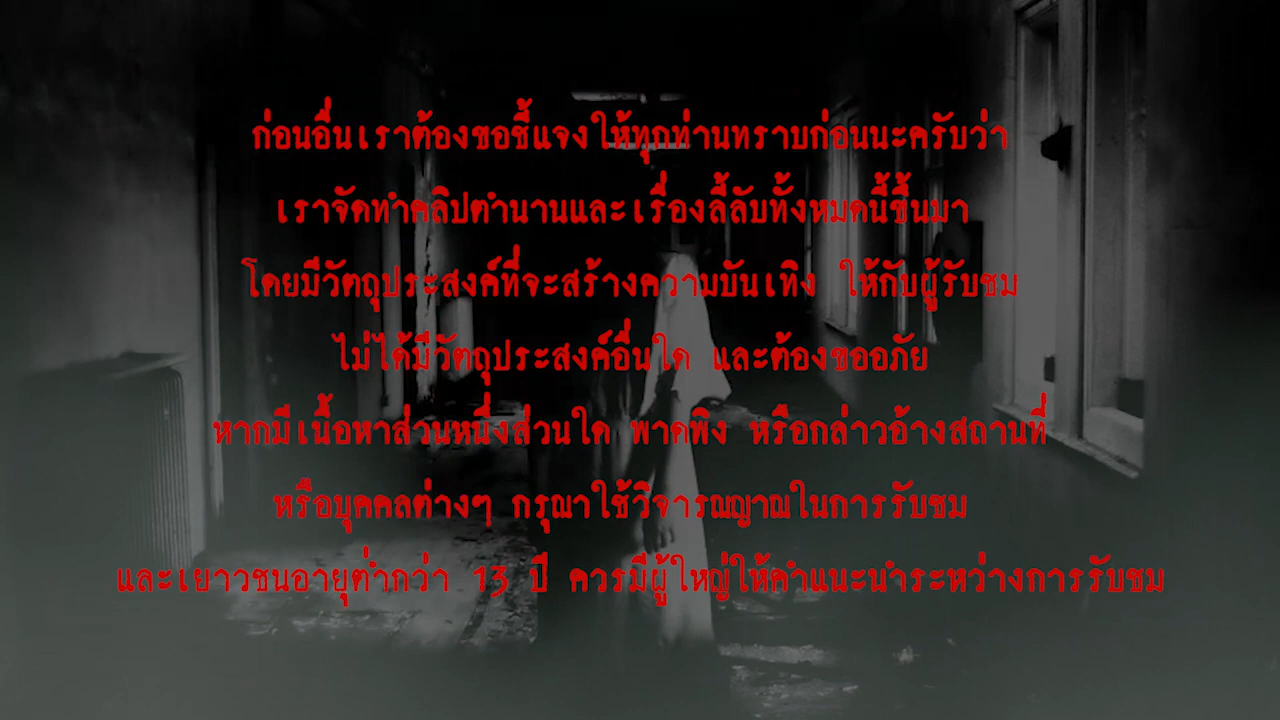 ก่อนอื่นเราต้องขอชี้แจงให้ทุกท่านทราบก่อนนะครับว่า
เราจัดทำคลิปตำนานและเรื่องลี้ลับทั้งหมดนี้ขึ้นมา
โดยมีวัตถุประสงค์ที่จะสร้างความบันเทิง ให้กับผู้รับชม
ไม่ได้มีวัตถุประสงค์อื่นใด และต้องขออภัย
หากมีเนื้อหาส่วนหนึ่งส่วนใด พาดพิง หรือกล่าวอ้างสถานที่
หรือบุคคลต่างๆ กรุณาใช้วิจารณญาณในการรับชม
และเยาวชนอายุต่ำกว่า 13 ปี ควรมีผู้ใหญ่ให้คำแนะนำระหว่างการรับชม